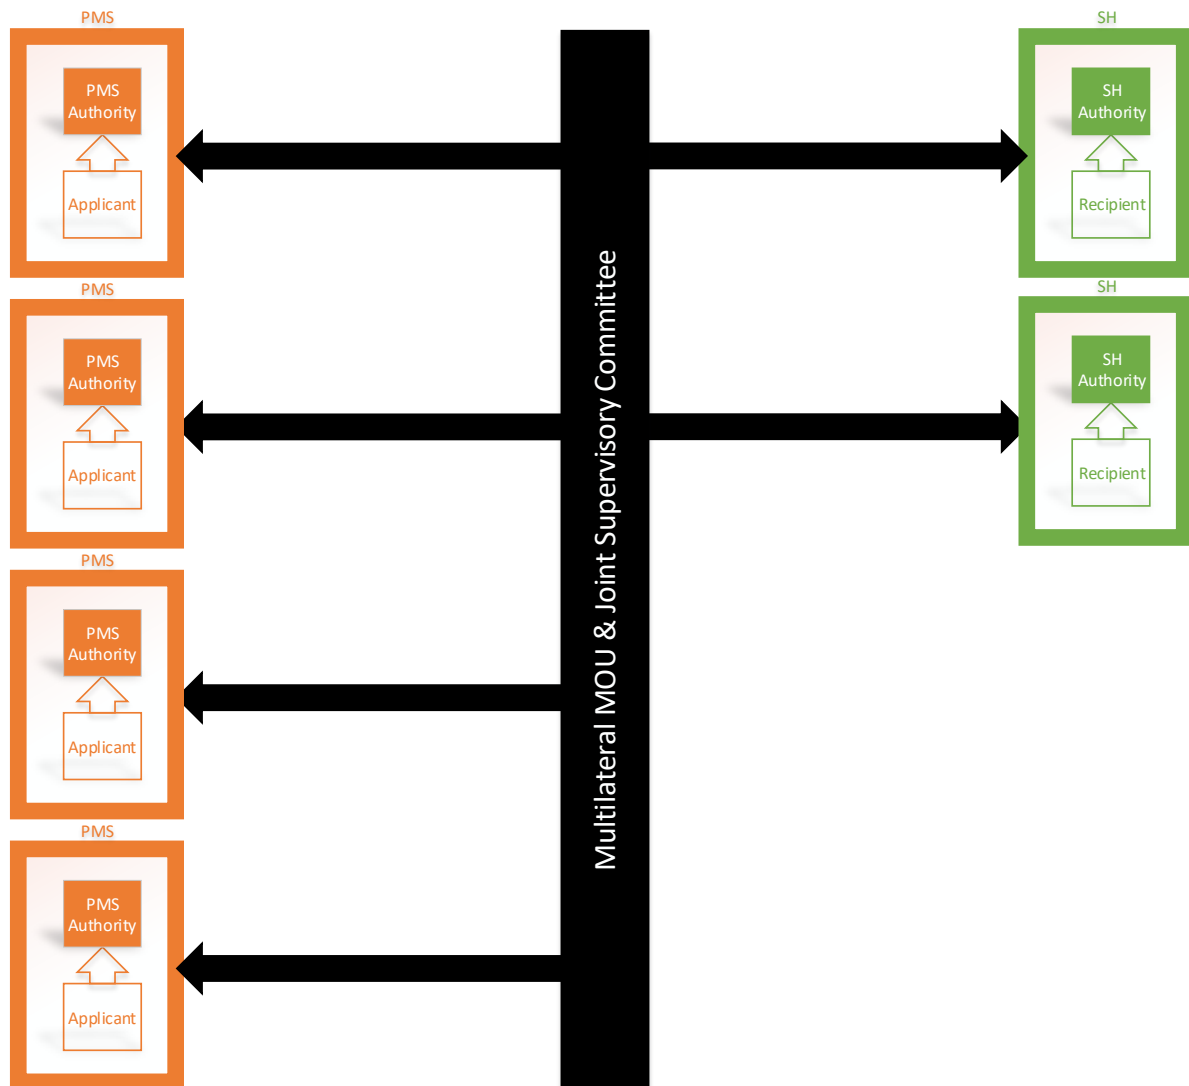 PMS
PMS
Authority
Applicant
PMS
PMS
Authority
Applicant
PMS
PMS
Authority
Applicant
PMS
PMS
Authority
Applicant
Multilateral MOU & Joint Supervisory Committee
SH
SH
Authority
Recipient
SH
SH
Authority
Recipient